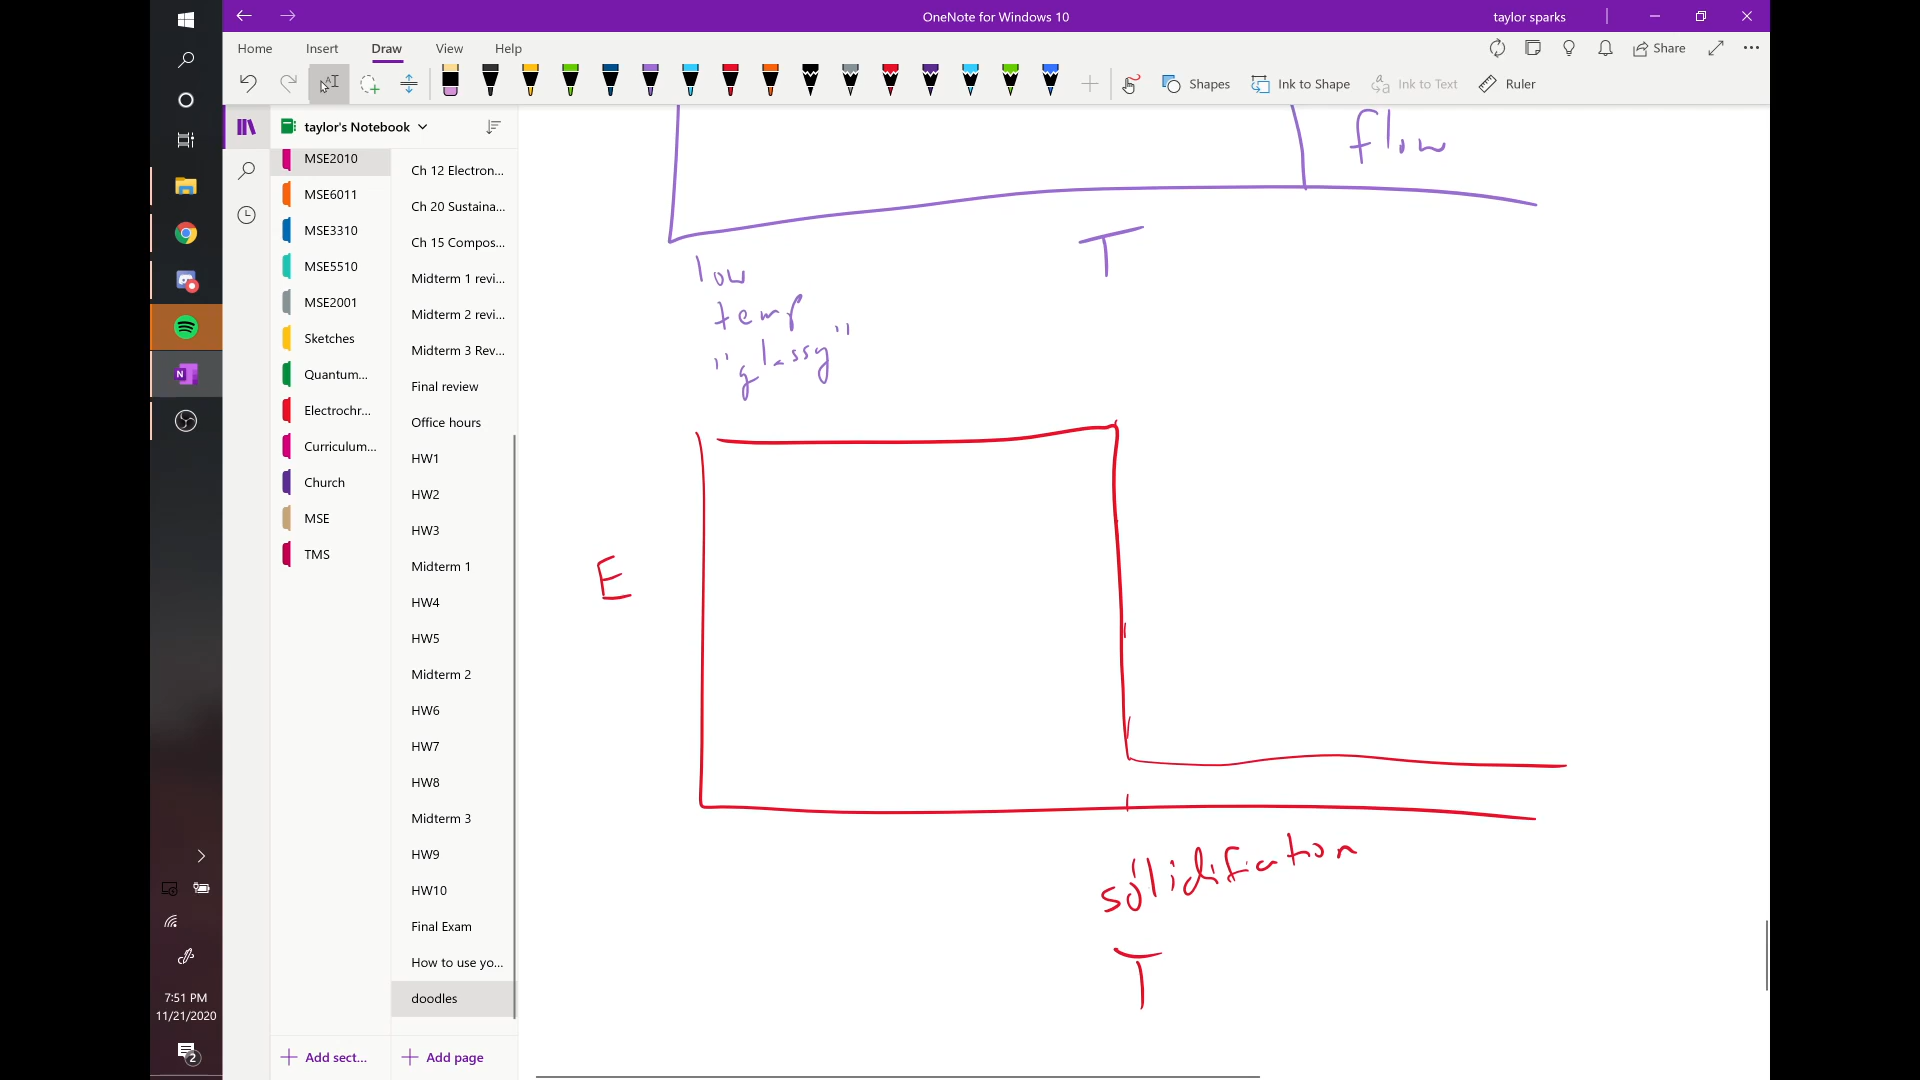 OneNote for Windows 10
taylor sparks
Home
Insert
Draw
View
Help
Share
Shapes
Ink to Shape
Ink to Text
Ruler
taylor's Notebook
MSE2010
MSE6011
MSE3310
MSE5510
MSE2001
Sketches
Quantum...
Electrochr...
Curriculum...
Church
MSE
TMS
Add sect...
Ch 12 Electron...
Ch 20 Sustaina...
Ch 15 Compos...
Midterm 1 revi...
Midterm 2 revi...
Midterm 3 Rev...
Final review
Office hours
HW1
HW2
HW3
Midterm 1
HW4
HW5
Midterm 2
HW6
HW7
HW8
Midterm 3
HW9
HW10
Final Exam
How to use yo...
doodles
Add page
flow
T
low
temp
"glassy"
E
solidification
T
7:51 PM
11/21/2020
2